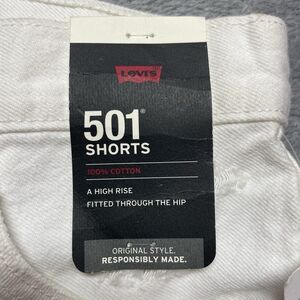 LEVI'S
501®
SHORTS
100% COTTON
A HIGH RISE
FITTED THROUGH THE HIP
ORIGINAL STYLE.
RESPONSIBLY MADE.